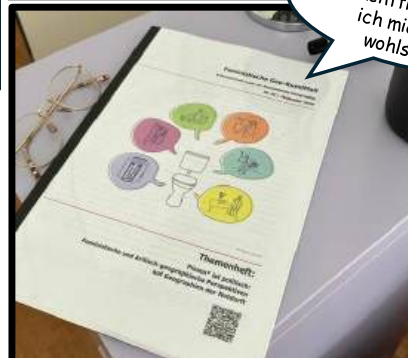 ich mich
wohls
Feministische Geo-RundMail
Themenheft:
Pissen* ist politisch:
Feministische und kritisch-geographische Perspektiven
auf Geographien der Notdurft